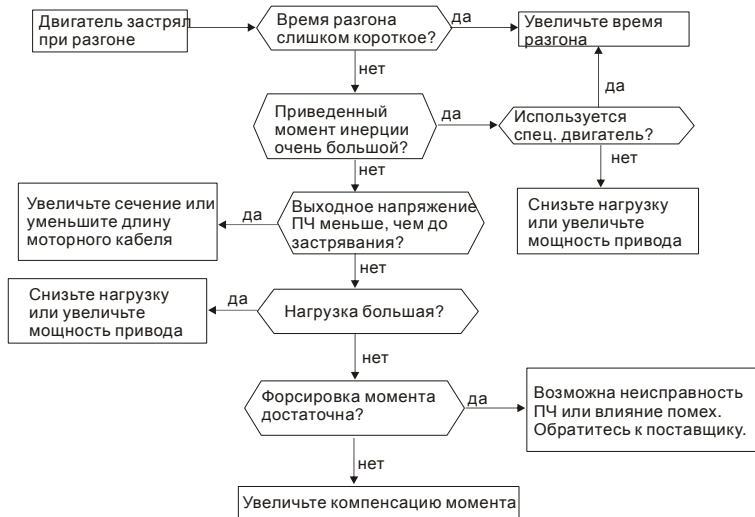 Двигатель застрял
при разгоне
Время разгона
слишком короткое?
да
Увеличьте время
разгона
нет
да
Приведенный
момент инерции
очень большой?
да
Используется
спец. двигатель?
нет
нет
Увеличьте сечение или
уменьшите длину
моторного кабеля
да
Выходное напряжение
ПЧ меньше, чем до
застрявания?
Снизьте нагрузку
или увеличьте
мощность привода
нет
Снизьте нагрузку
или увеличьте
мощность привода
да
Нагрузка большая?
нет
Форсировка момента
достаточна?
да
Возможна неисправность
ПЧ или влияние помех.
Обратитесь к поставщику.
нет
Увеличьте компенсацию момента